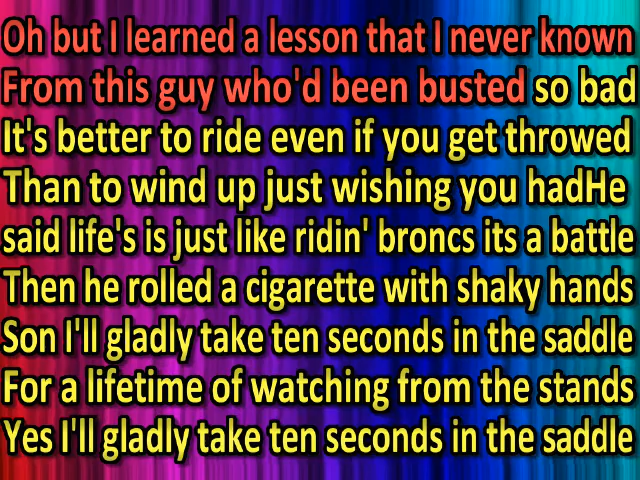 Oh but I learned a lesson that I never known
From this guy who'd been busted so bad
It's better to ride even if you get throwed
Than to wind up just wishing you hadHe
said life's is just like ridin' broncs its a battle
Then he rolled a cigarette with shaky hands
Son I'll gladly take ten seconds in the saddle
For a lifetime of watching from the stands
Yes I'll gladly take ten seconds in the saddle